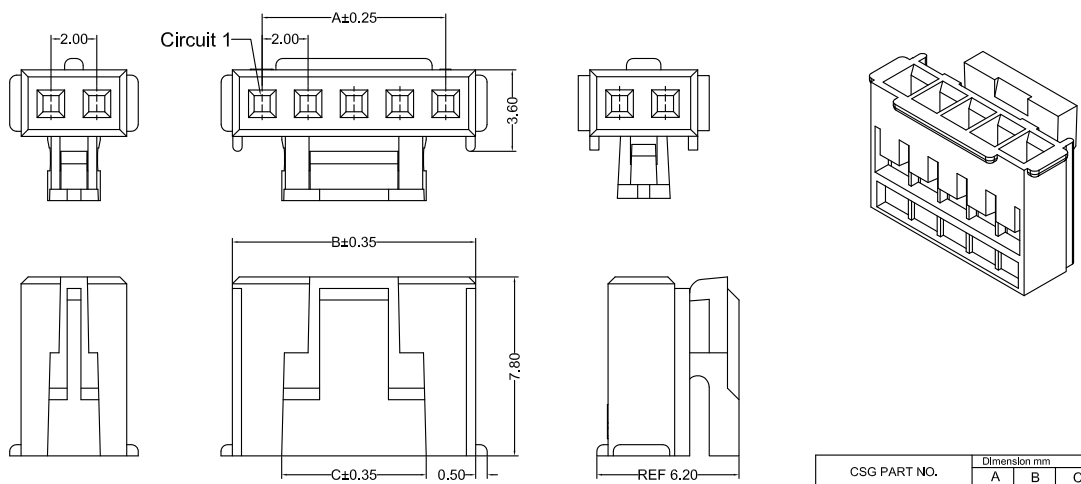 A±0.25
2.00
Circuit 1
2.00
3.60
B±0.35
7.80
C±0.35
0.50
REF 6.20
CSG PART NO.
Dimension mm
A B C